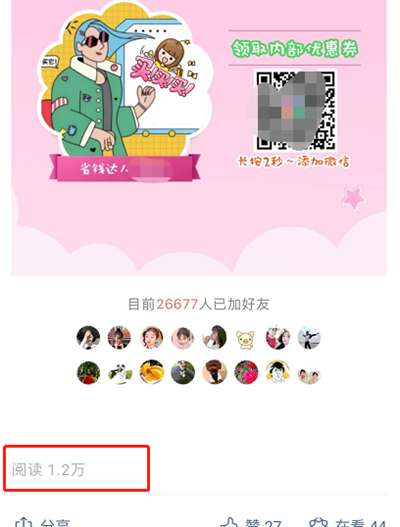 领取内部优惠券
买它!
买买买!
长按2秒~添加微信
省钱达人
目前26677人已加好友
阅读 1.2万
分享 赞 27 在看 44